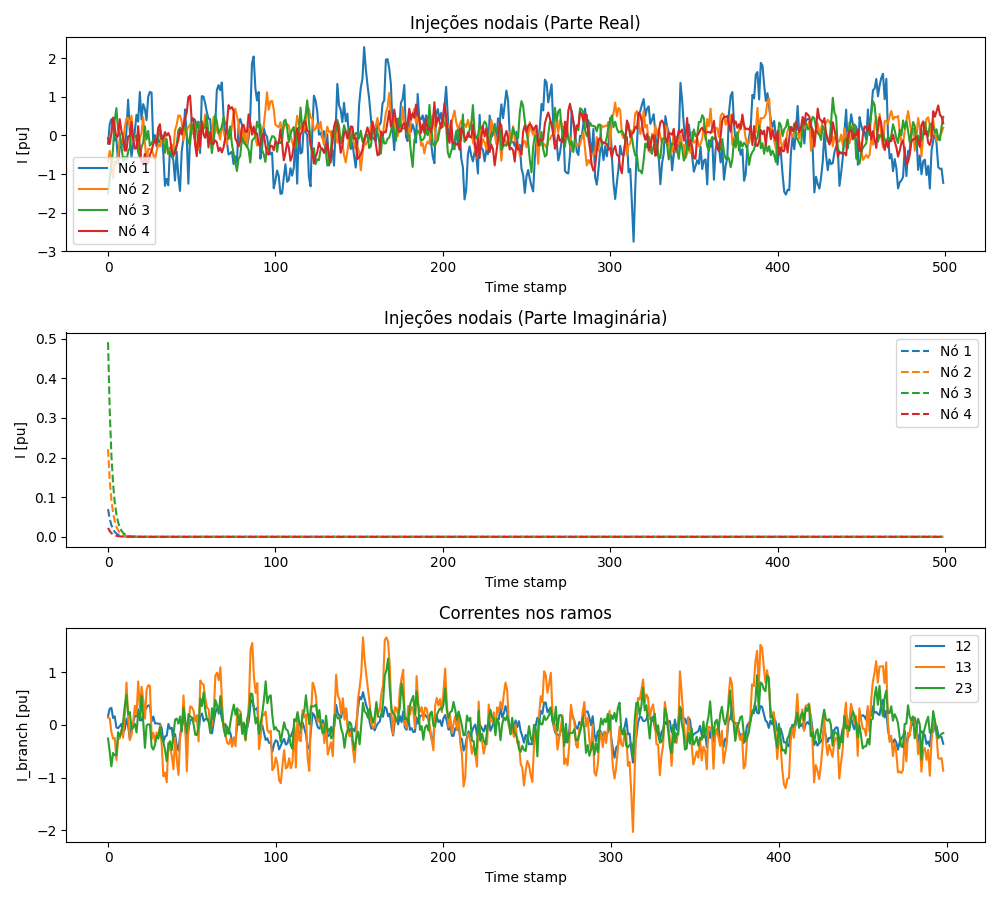 Injeções nodais (Parte Real)
I [pu]
2
1
0
−1
−2
−3
Nó 1
Nó 2
Nó 3
Nó 4
0 100 200 300 400 500
Time stamp
Injeções nodais (Parte Imaginária)
I [pu]
0.5
0.4
0.3
0.2
0.1
0.0
Nó 1
Nó 2
Nó 3
Nó 4
0 100 200 300 400 500
Time stamp
Correntes nos ramos
I_branch [pu]
1
0
−1
−2
12
13
23
0 100 200 300 400 500
Time stamp